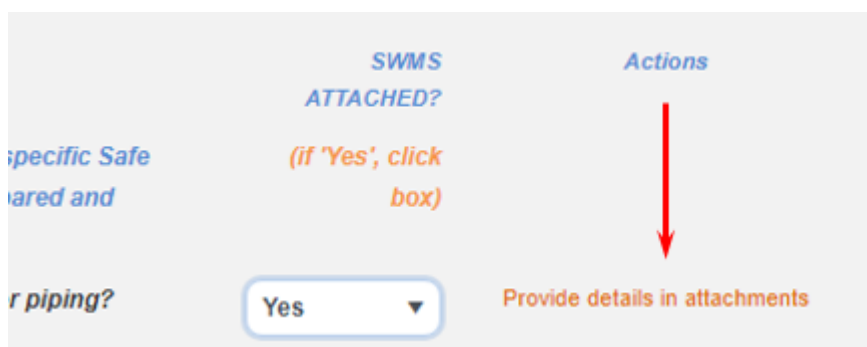 SWMS Actions
ATTACHED?
specific Safe (if 'Yes', click
pared and box)
r piping? Yes Provide details in attachments